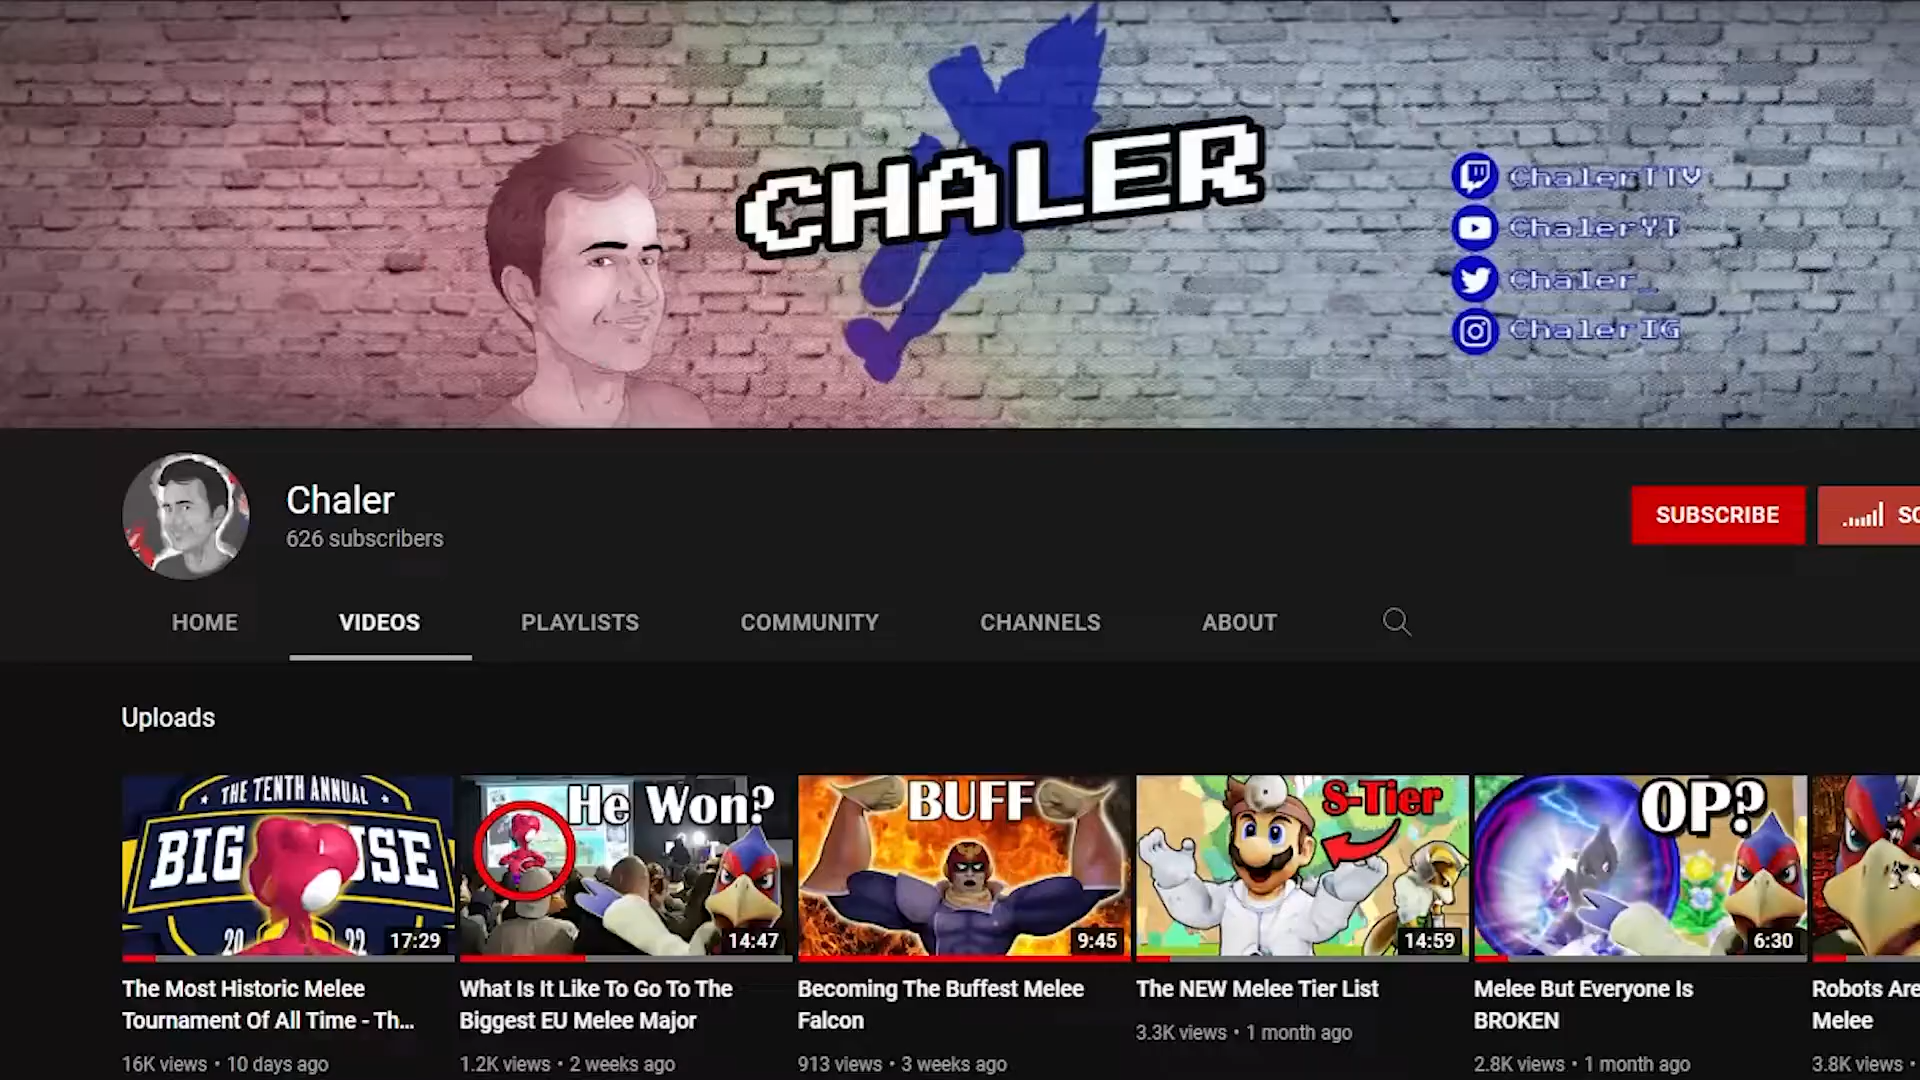 CHALER
ChalerTTV
ChalerYT
Chaler_
ChalerIG
Chaler
626 subscribers
SUBSCRIBE
HOME
VIDEOS
PLAYLISTS
COMMUNITY
CHANNELS
ABOUT
Uploads
THE TENTH ANNUAL
BIG USE
20 22
17:29
He Won?
14:47
BUFF
9:45
S-Tier
14:59
OP?
6:30
The Most Historic Melee
Tournament Of All Time - Th...
16K views • 10 days ago
What Is It Like To Go To The
Biggest EU Melee Major
1.2K views • 2 weeks ago
Becoming The Buffest Melee
Falcon
913 views • 3 weeks ago
The NEW Melee Tier List
3.3K views • 1 month ago
Melee But Everyone Is
BROKEN
2.8K views • 1 month ago
Robots Are
Melee
3.8K views •